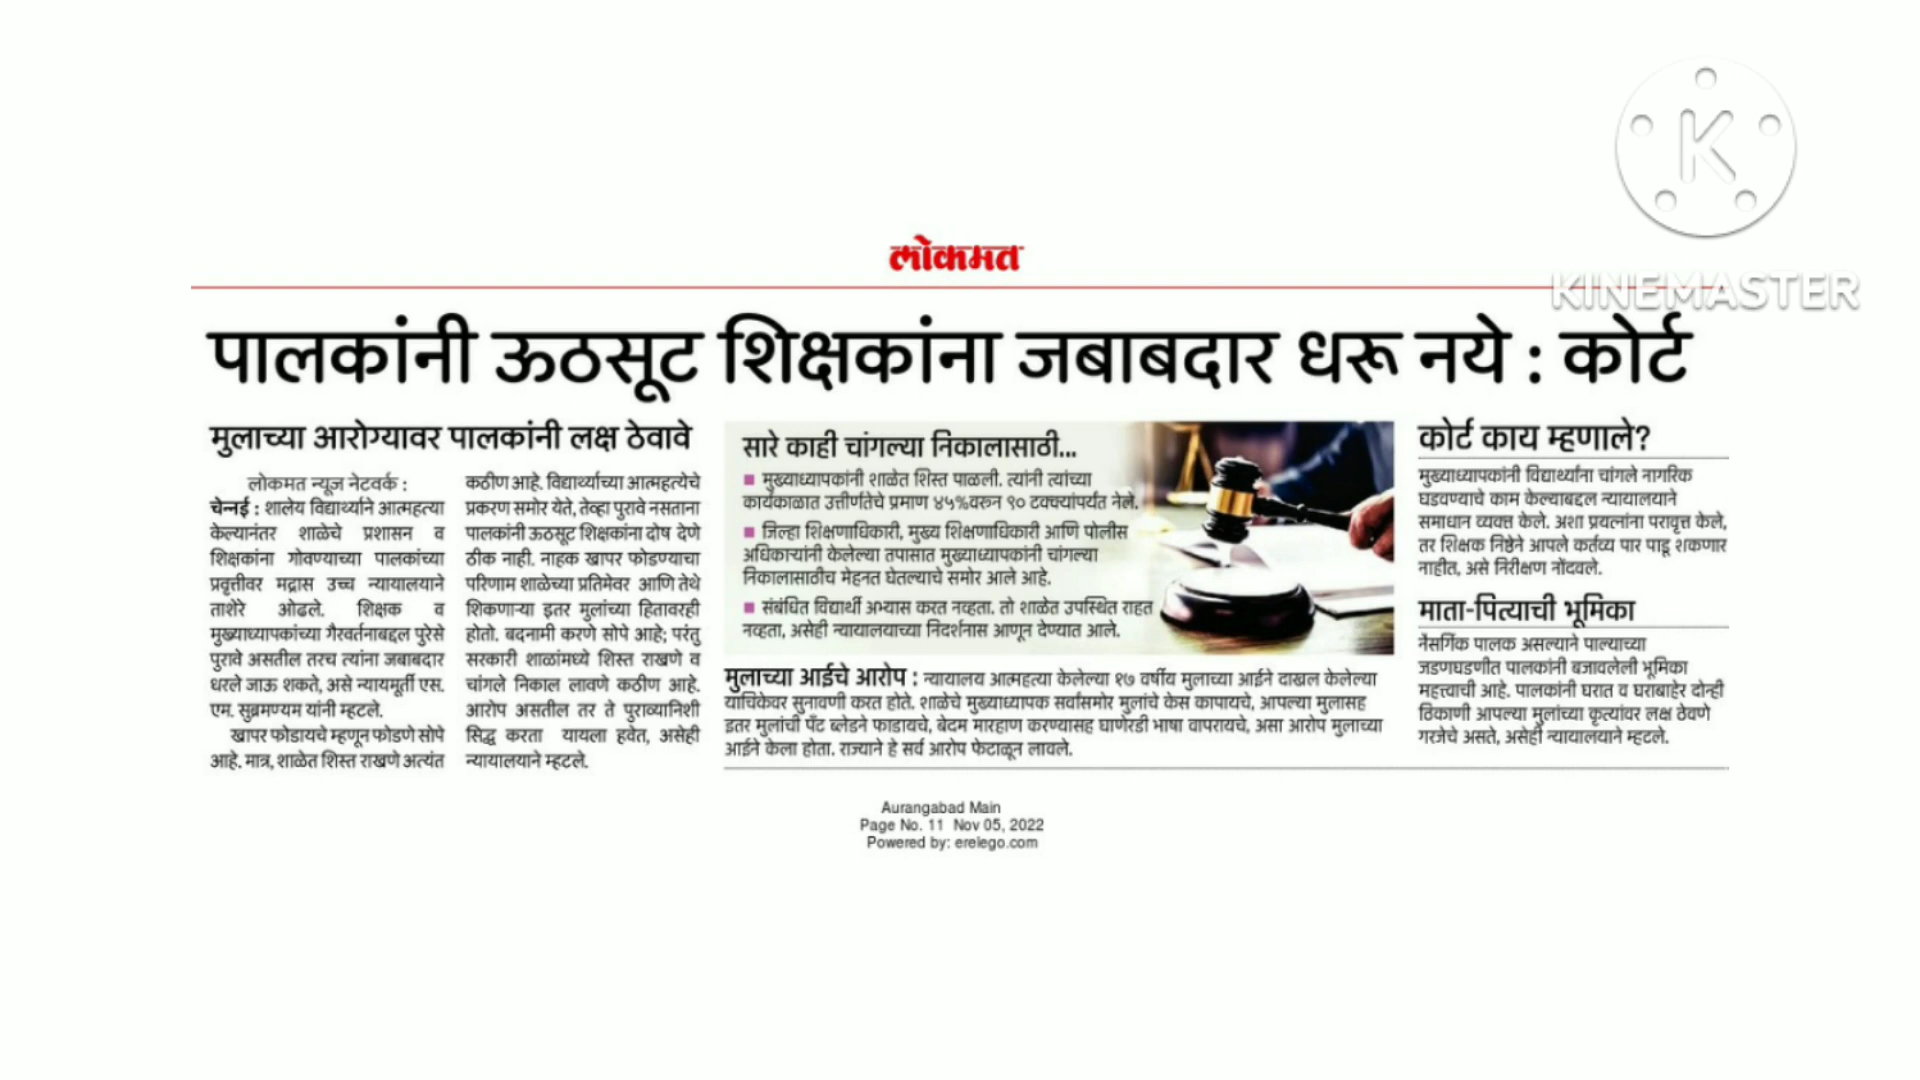 लोकमत
KINEMASTER
पालकांनी ऊठसूट शिक्षकांना जबाबदार धरू नये : कोर्ट
मुलाच्या आरोग्यावर पालकांनी लक्ष ठेवावे
लोकमत न्यूज नेटवर्क :
चेन्नई : शालेय विद्यार्थ्याने आत्महत्या
केल्यानंतर शाळेचे प्रशासन व
शिक्षकांना गोवण्याच्या पालकांच्या
प्रवृत्तीवर मद्रास उच्च न्यायालयाने
ताशेरे ओढले. शिक्षक व
मुख्याध्यापकांच्या गैरवर्तनाबद्दल पुरेसे
पुरावे असतील तरच त्यांना जबाबदार
धरले जाऊ शकते, असे न्यायमूर्ती एस.
एम. सुब्रमण्यम यांनी म्हटले.
खापर फोडायचे म्हणून फोडणे सोपे
आहे. मात्र, शाळेत शिस्त राखणे अत्यंत
कठीण आहे. विद्यार्थ्याच्या आत्महत्येचे
प्रकरण समोर येते, तेव्हा पुरावे नसताना
पालकांनी ऊठसूट शिक्षकांना दोष देणे
ठीक नाही. नाहक खापर फोडण्याचा
परिणाम शाळेच्या प्रतिमेवर आणि तेथे
शिकणाऱ्या इतर मुलांच्या हितावरही
होतो. बदनामी करणे सोपे आहे; परंतु
सरकारी शाळांमध्ये शिस्त राखणे व
चांगले निकाल लावणे कठीण आहे.
आरोप असतील तर ते पुराव्यानिशी
सिद्ध करता यायला हवेत, असेही
न्यायालयाने म्हटले.
सारे काही चांगल्या निकालासाठी...
■ मुख्याध्यापकांनी शाळेत शिस्त पाळली. त्यांनी त्यांच्या
कार्यकाळात उत्तीर्णतेचे प्रमाण ४५%वरून ९० टक्क्यांपर्यंत नेले.
■ जिल्हा शिक्षणाधिकारी, मुख्य शिक्षणाधिकारी आणि पोलीस
अधिकाऱ्यांनी केलेल्या तपासात मुख्याध्यापकांनी चांगल्या
निकालासाठीच मेहनत घेतल्याचे समोर आले आहे.
■ संबंधित विद्यार्थी अभ्यास करत नव्हता. तो शाळेत उपस्थित राहत
नव्हता, असेही न्यायालयाच्या निदर्शनास आणून देण्यात आले.
मुलाच्या आईचे आरोप : न्यायालय आत्महत्या केलेल्या १७ वर्षीय मुलाच्या आईने दाखल केलेल्या
याचिकेवर सुनावणी करत होते. शाळेचे मुख्याध्यापक सर्वांसमोर मुलांचे केस कापायचे, आपल्या मुलासह
इतर मुलांची पँट ब्लेडने फाडायचे, बेदम मारहाण करण्यासह घाणेरडी भाषा वापरायचे, असा आरोप मुलाच्या
आईने केला होता. राज्याने हे सर्व आरोप फेटाळून लावले.
कोर्ट काय म्हणाले?
मुख्याध्यापकांनी विद्यार्थ्यांना चांगले नागरिक
घडवण्याचे काम केल्याबद्दल न्यायालयाने
समाधान व्यक्त केले. अशा प्रयत्नांना परावृत्त केले,
तर शिक्षक निष्ठेने आपले कर्तव्य पार पाडू शकणार
नाहीत, असे निरीक्षण नोंदवले.
माता-पित्याची भूमिका
नैसर्गिक पालक असल्याने पाल्याच्या
जडणघडणीत पालकांनी बजावलेली भूमिका
महत्त्वाची आहे. पालकांनी घरात व घराबाहेर दोन्ही
ठिकाणी आपल्या मुलांच्या कृत्यांवर लक्ष ठेवणे
गरजेचे असते, असेही न्यायालयाने म्हटले.
Aurangabad Main
Page No. 11 Nov 05, 2022
Powered by: erelego.com